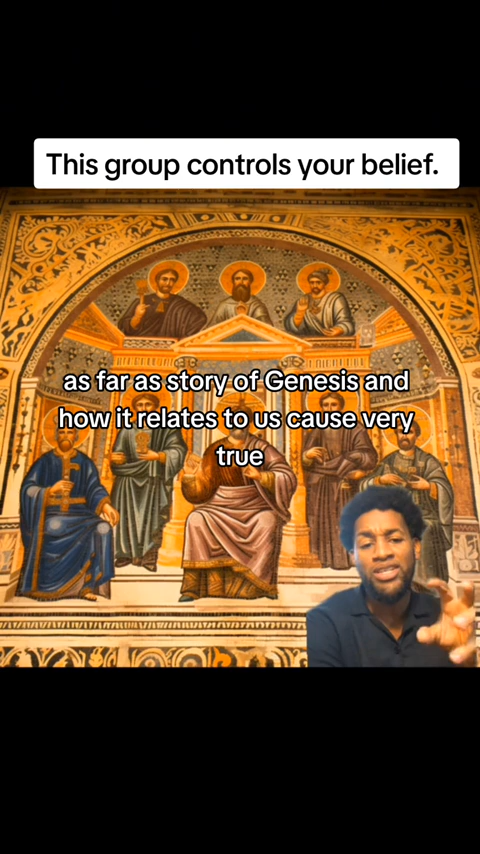 This group controls your belief.
as far as story of Genesis and
how it relates to us cause very
true